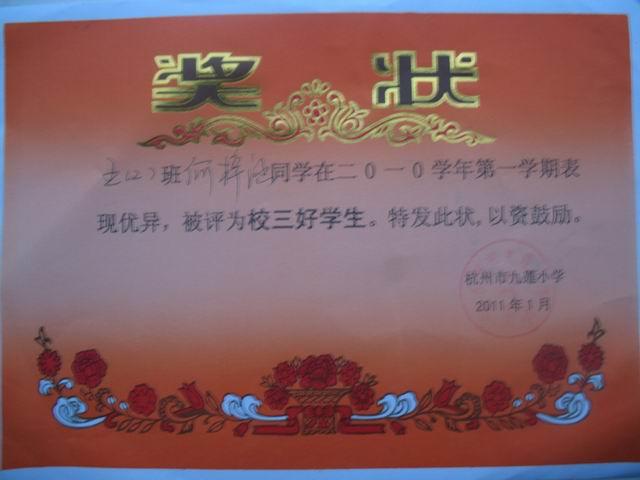 奖状
班何梓同学在二0一0学年第一学期表
现优异，被评为校三好学生。特发此状,以资鼓励。
杭州市九莲小学
2011年1月